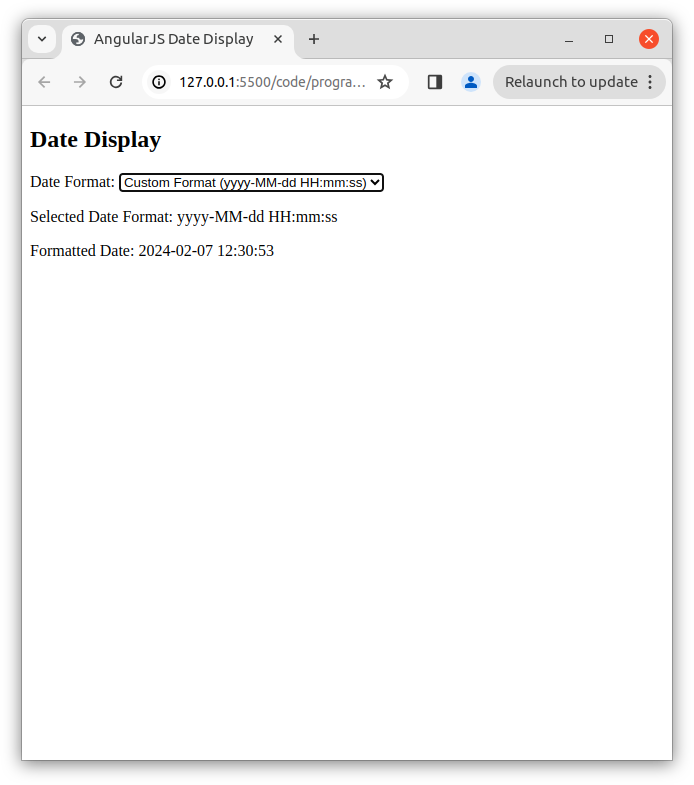 AngularJS Date Display
127.0.0.1:5500/code/progra…
Relaunch to update
Date Display
Date Format: Custom Format (yyyy-MM-dd HH:mm:ss)
Selected Date Format: yyyy-MM-dd HH:mm:ss
Formatted Date: 2024-02-07 12:30:53